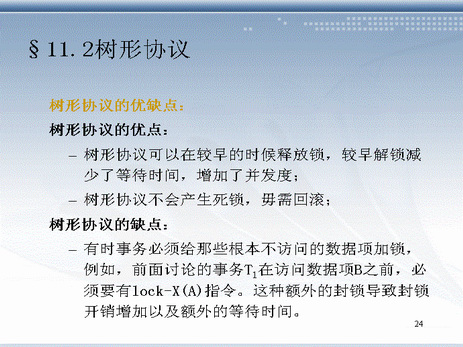 §11.2树形协议
树形协议的优缺点：
树形协议的优点：
– 树形协议可以在较早的时候释放锁，较早解锁减
少了等待时间，增加了并发度；
– 树形协议不会产生死锁，毋需回滚；
树形协议的缺点：
– 有时事务必须给那些根本不访问的数据项加锁，
例如，前面讨论的事务T₁在访问数据项B之前，必
须要有lock-X(A)指令。这种额外的封锁导致封锁
开销增加以及额外的等待时间。
24